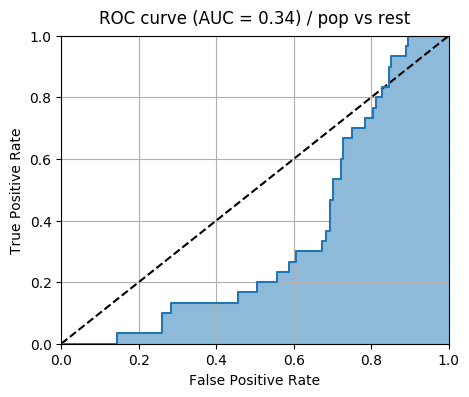 ROC curve (AUC = 0.34) / pop vs rest
True Positive Rate
1.0
0.8
0.6
0.4
0.2
0.0
0.0 0.2 0.4 0.6 0.8 1.0
False Positive Rate